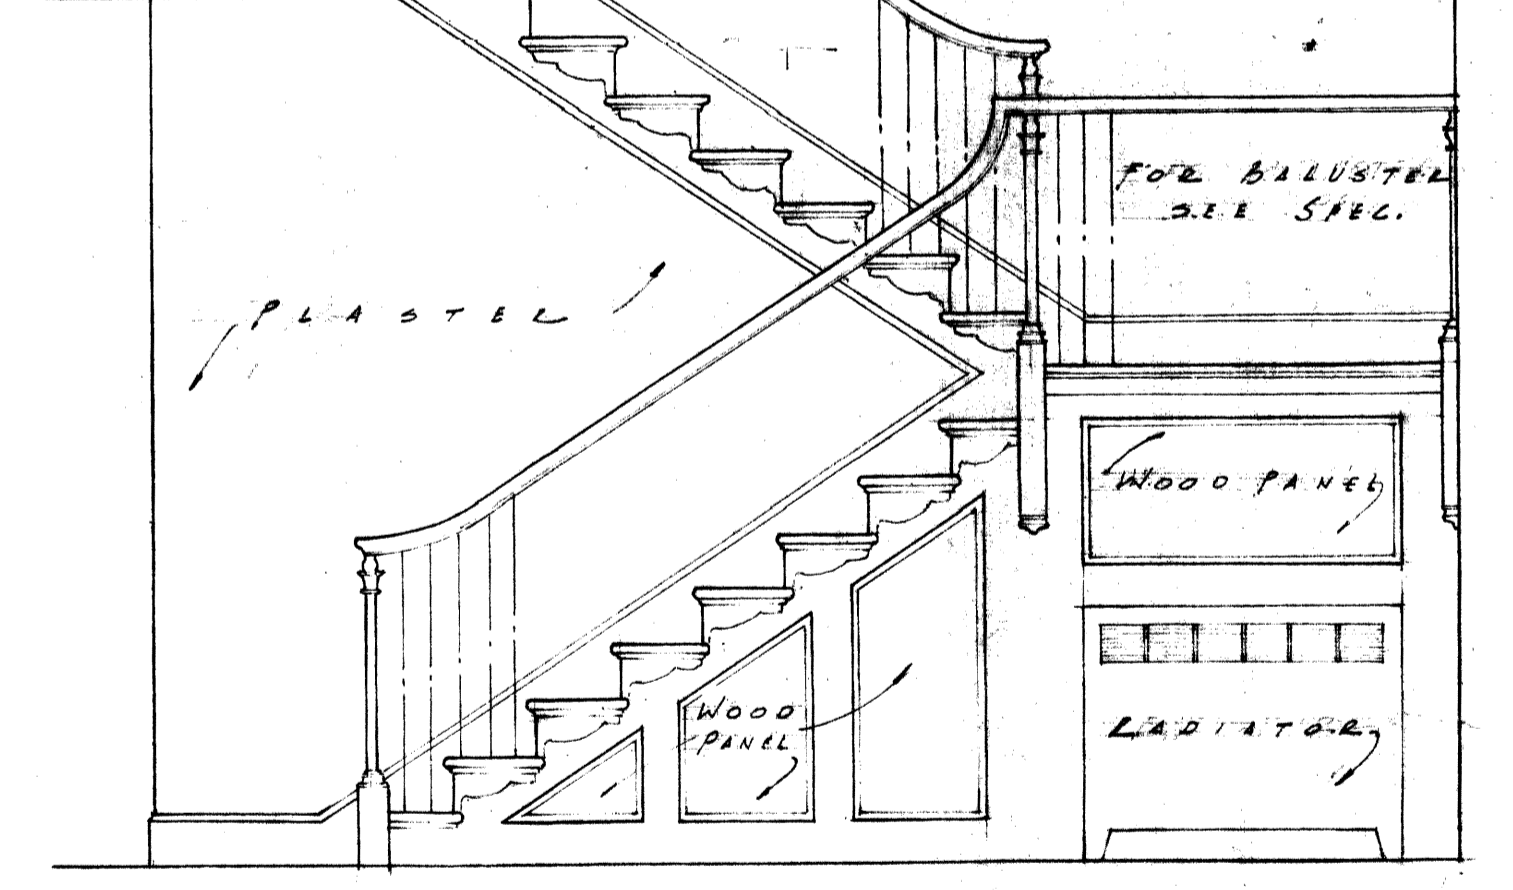 FOR BALUSTER
SEE SPEC.
PLASTER
WOOD PANEL
WOOD
PANEL
RADIATOR